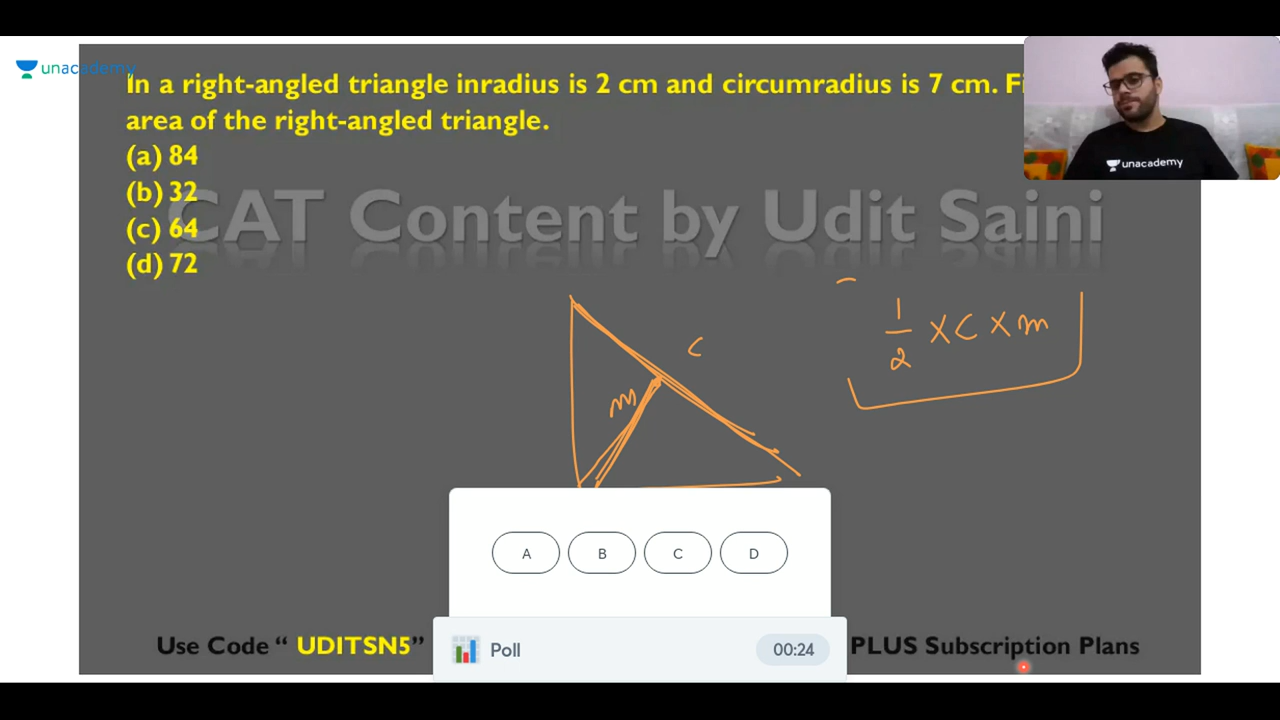 unacademy
In a right-angled triangle inradius is 2 cm and circumradius is 7 cm.
area of the right-angled triangle.
(a) 84
(b) 32
(c) 64
(d) 72
CAT Content by Udit Saini
unacademy
c
m
1/2 × c × m
A B C D
Poll 00:24
Use Code “ UDITSN5” PLUS Subscription Plans